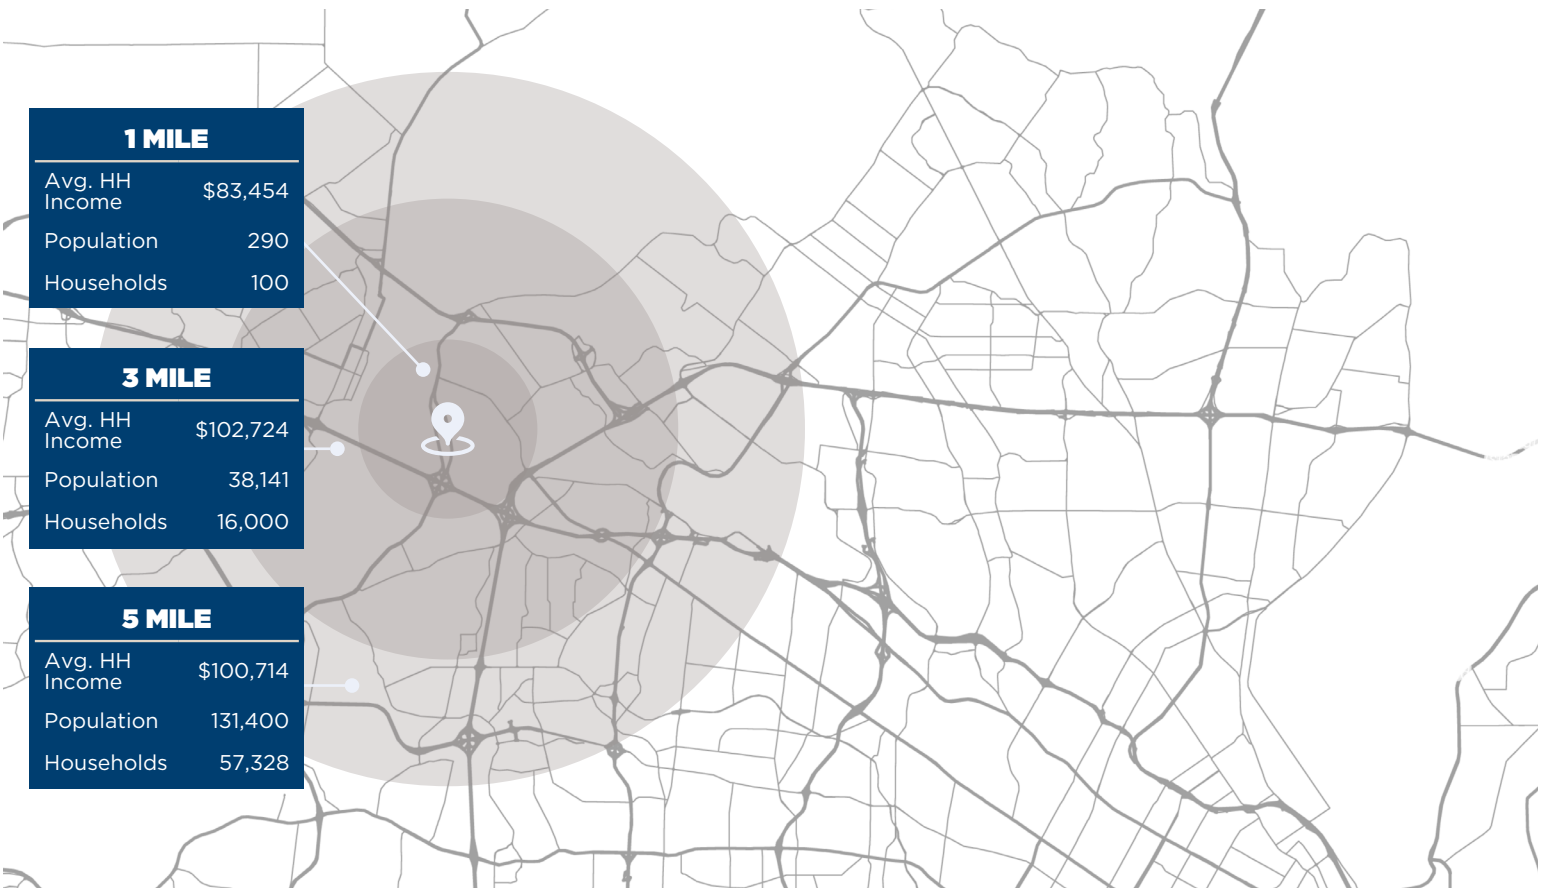 1 MILE
Avg. HH
Income
$83,454
Population 290
Households 100
3 MILE
Avg. HH
Income
$102,724
Population 38,141
Households 16,000
5 MILE
Avg. HH
Income
$100,714
Population 131,400
Households 57,328